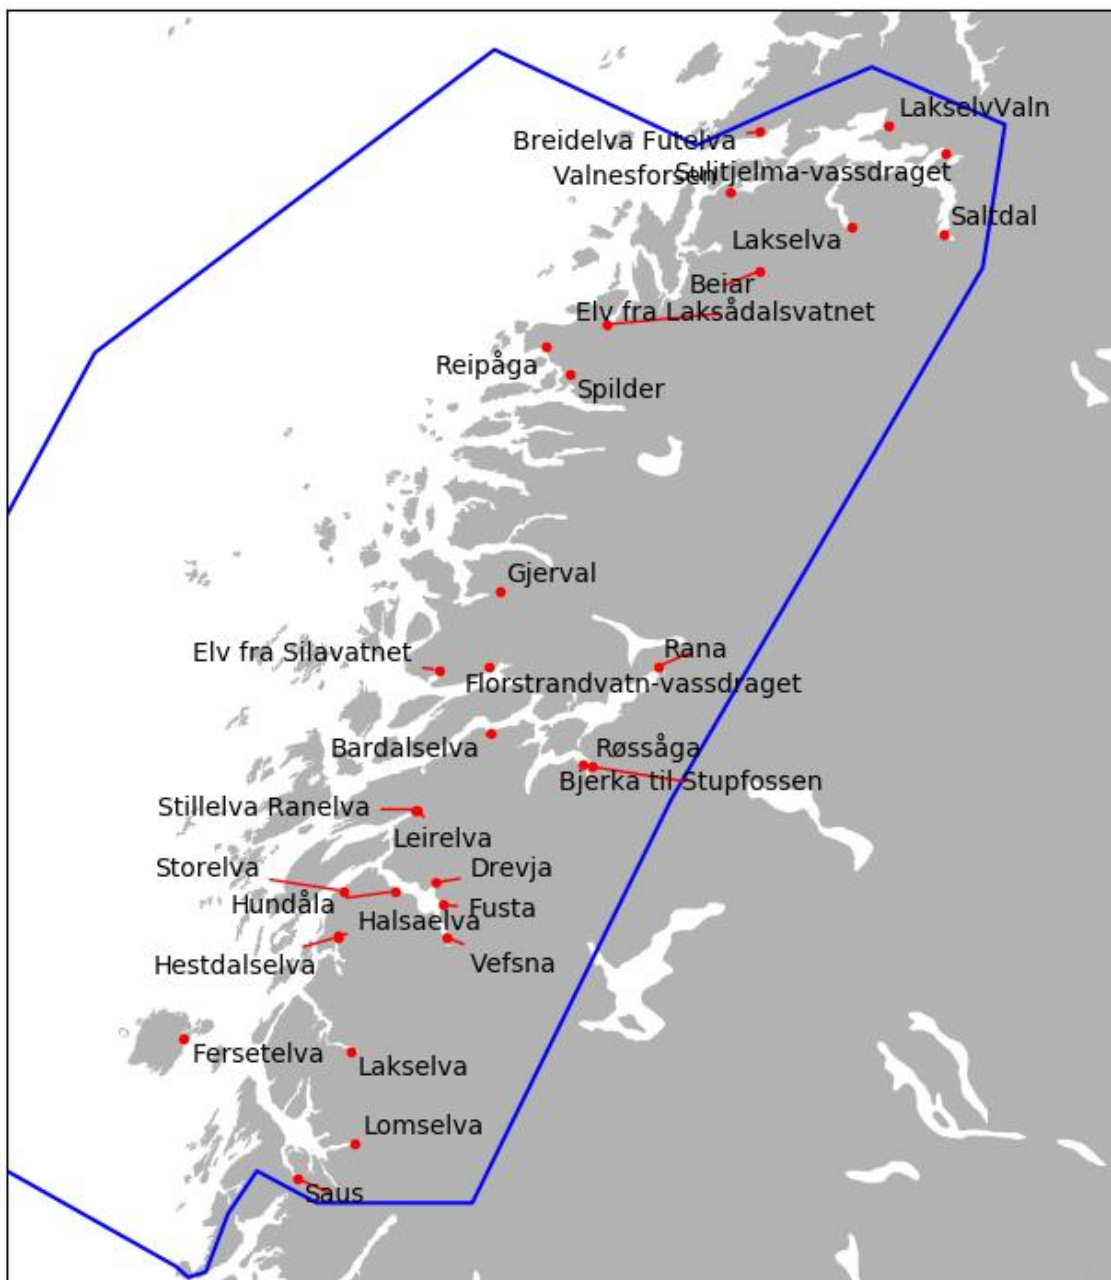 LakselvValn
Breidelva Futelva
Sulitjelma-vassdraget
Valnesforsen
Saltdal
Lakselva
Beiar
Elv fra Laksådalsvatnet
Reipåga
Spilder
Gjerval
Rana
Elv fra Silavatnet
Florstrandvatn-vassdraget
Bardalselva
Røssåga
Bjerka til Stupfossen
Stillelva Ranelva
Leirelva
Storelva
Drevja
Hundåla
Fusta
Halsaelva
Hestdalselva
Vefsna
Fersetelva
Lakselva
Lomselva
Saus